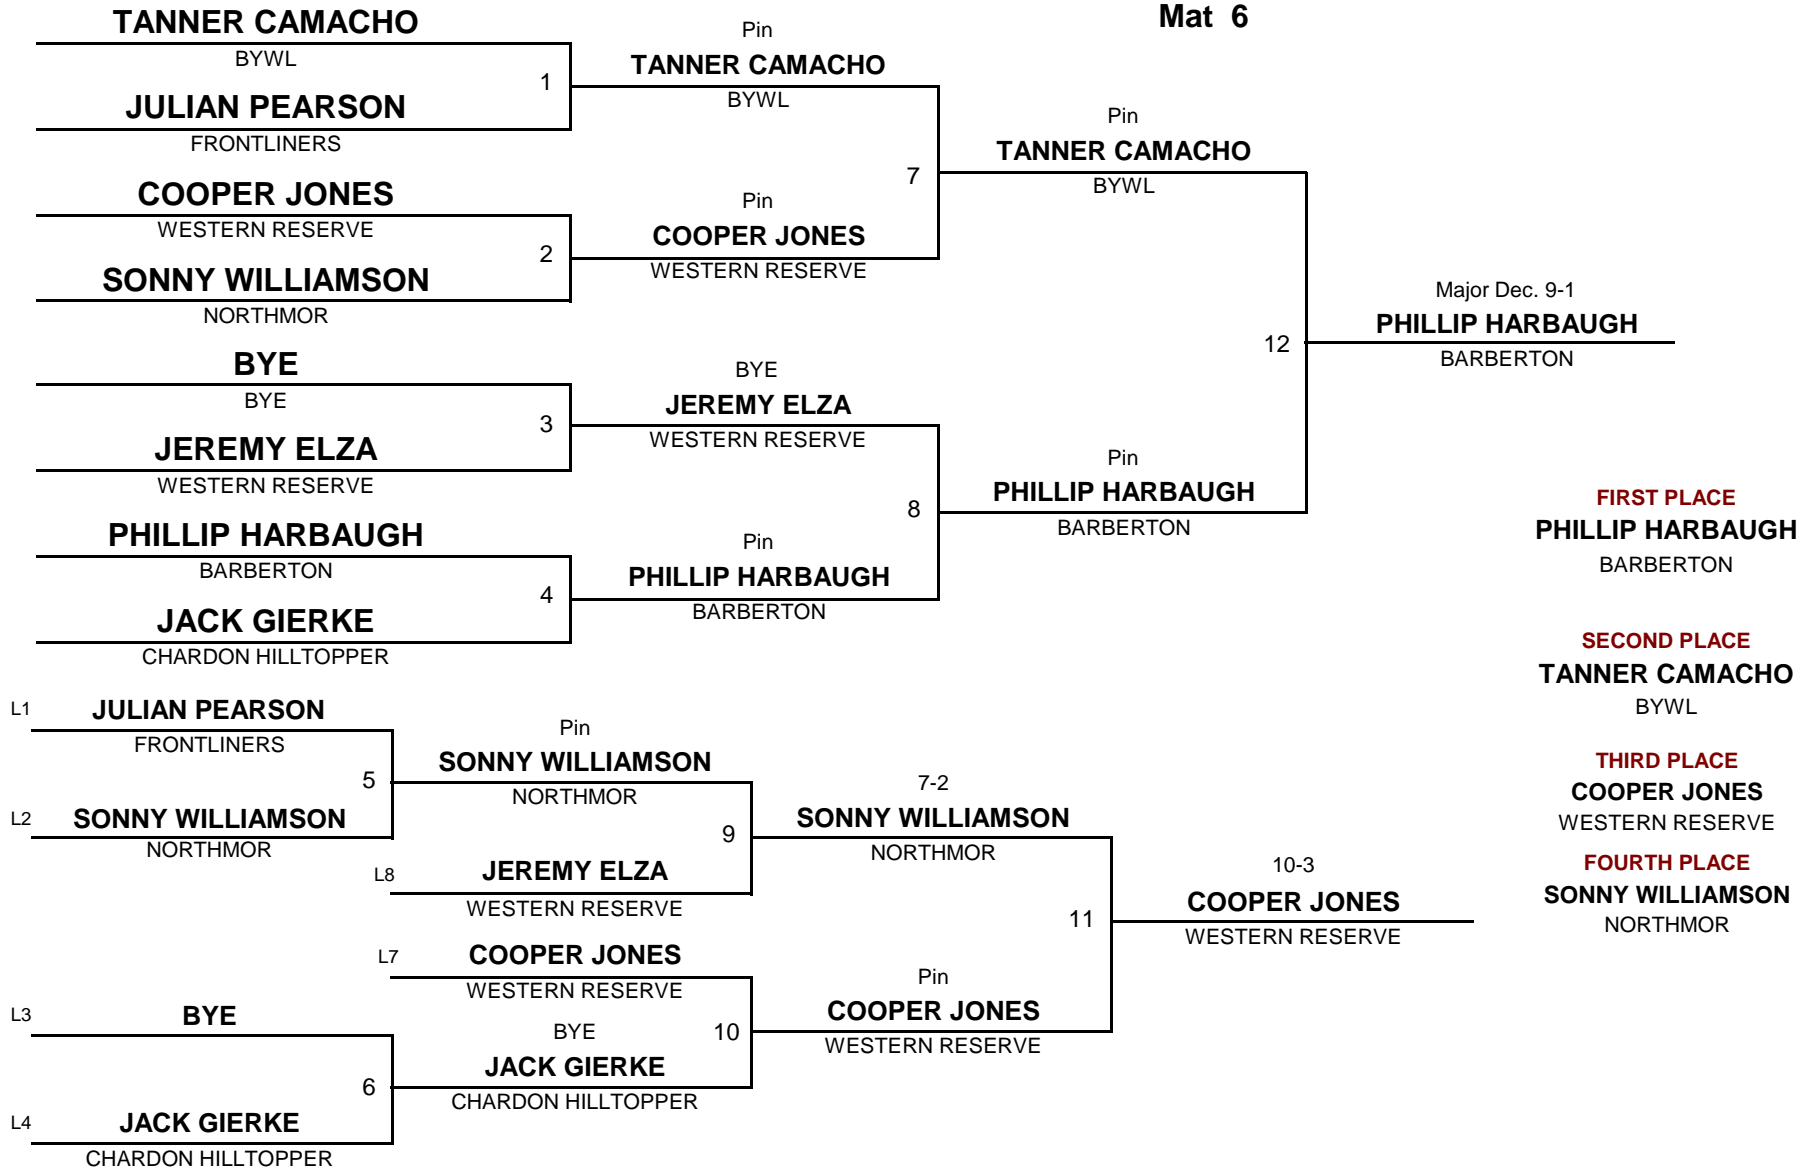 Mat 6
TANNER CAMACHO
BYWL
1
JULIAN PEARSON
FRONTLINERS
COOPER JONES
WESTERN RESERVE
2
SONNY WILLIAMSON
NORTHMOR
BYE
BYE
3
JEREMY ELZA
WESTERN RESERVE
PHILLIP HARBAUGH
BARBERTON
4
JACK GIERKE
CHARDON HILLTOPPER
Pin
TANNER CAMACHO
BYWL
7
Pin
COOPER JONES
WESTERN RESERVE
BYE
JEREMY ELZA
WESTERN RESERVE
8
Pin
PHILLIP HARBAUGH
BARBERTON
Pin
TANNER CAMACHO
BYWL
12
Pin
PHILLIP HARBAUGH
BARBERTON
Major Dec. 9-1
PHILLIP HARBAUGH
BARBERTON
L1 JULIAN PEARSON
FRONTLINERS
5
L2 SONNY WILLIAMSON
NORTHMOR
L3 BYE
6
L4 JACK GIERKE
CHARDON HILLTOPPER
Pin
SONNY WILLIAMSON
NORTHMOR
9
L8 JEREMY ELZA
WESTERN RESERVE
L7 COOPER JONES
WESTERN RESERVE
10
BYE
JACK GIERKE
CHARDON HILLTOPPER
7-2
SONNY WILLIAMSON
NORTHMOR
11
Pin
COOPER JONES
WESTERN RESERVE
10-3
COOPER JONES
WESTERN RESERVE
FIRST PLACE
PHILLIP HARBAUGH
BARBERTON
SECOND PLACE
TANNER CAMACHO
BYWL
THIRD PLACE
COOPER JONES
WESTERN RESERVE
FOURTH PLACE
SONNY WILLIAMSON
NORTHMOR